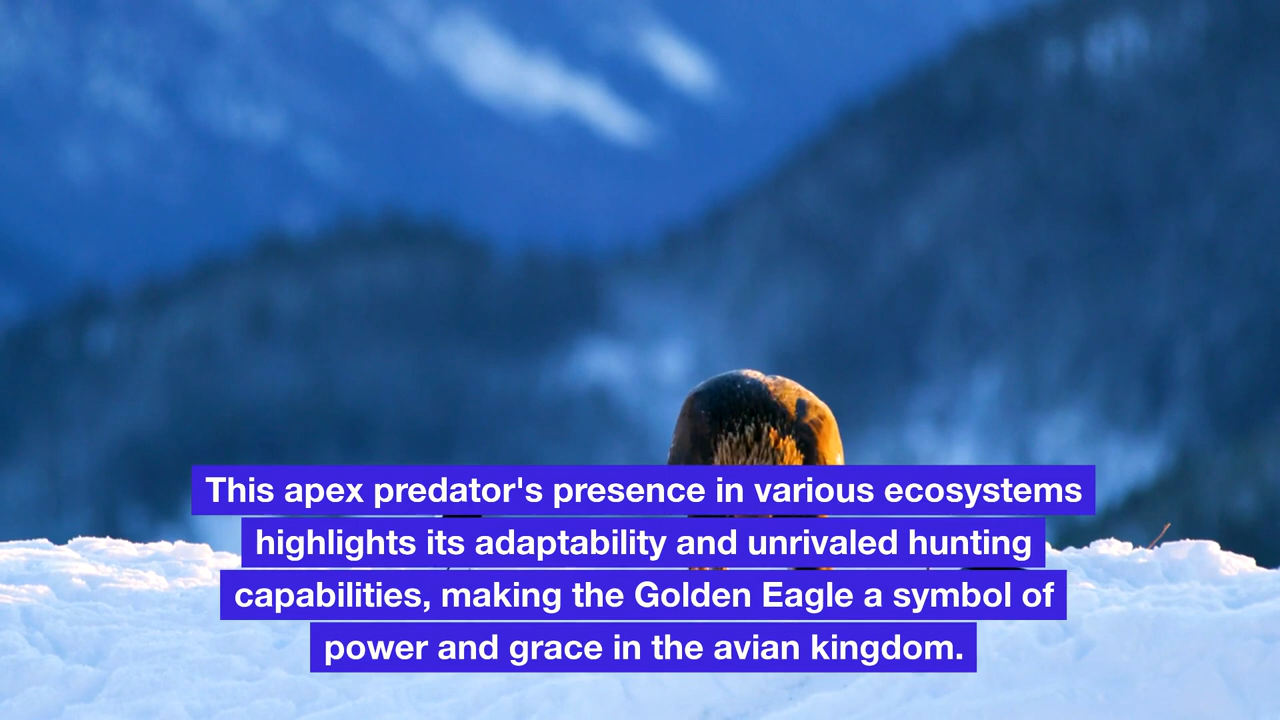 This apex predator's presence in various ecosystems
highlights its adaptability and unrivaled hunting
capabilities, making the Golden Eagle a symbol of
power and grace in the avian kingdom.